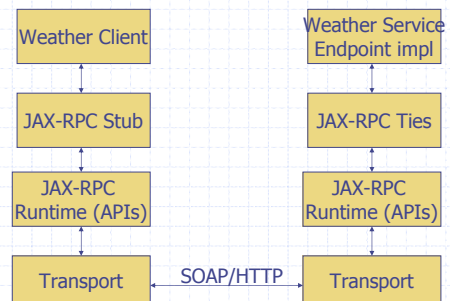 Weather Client
Weather Service
Endpoint impl
JAX-RPC Stub
JAX-RPC Ties
JAX-RPC
Runtime (APIs)
JAX-RPC
Runtime (APIs)
Transport
SOAP/HTTP
Transport